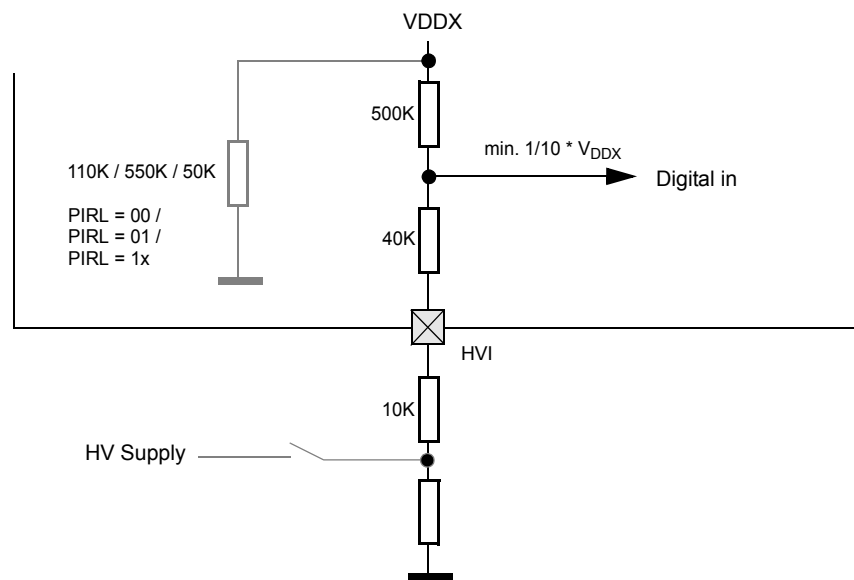 VDDX
500K
min. 1/10 * VDDX
110K / 550K / 50K
Digital in
PIRL = 00 /
PIRL = 01 /
PIRL = 1x
40K
HVI
10K
HV Supply